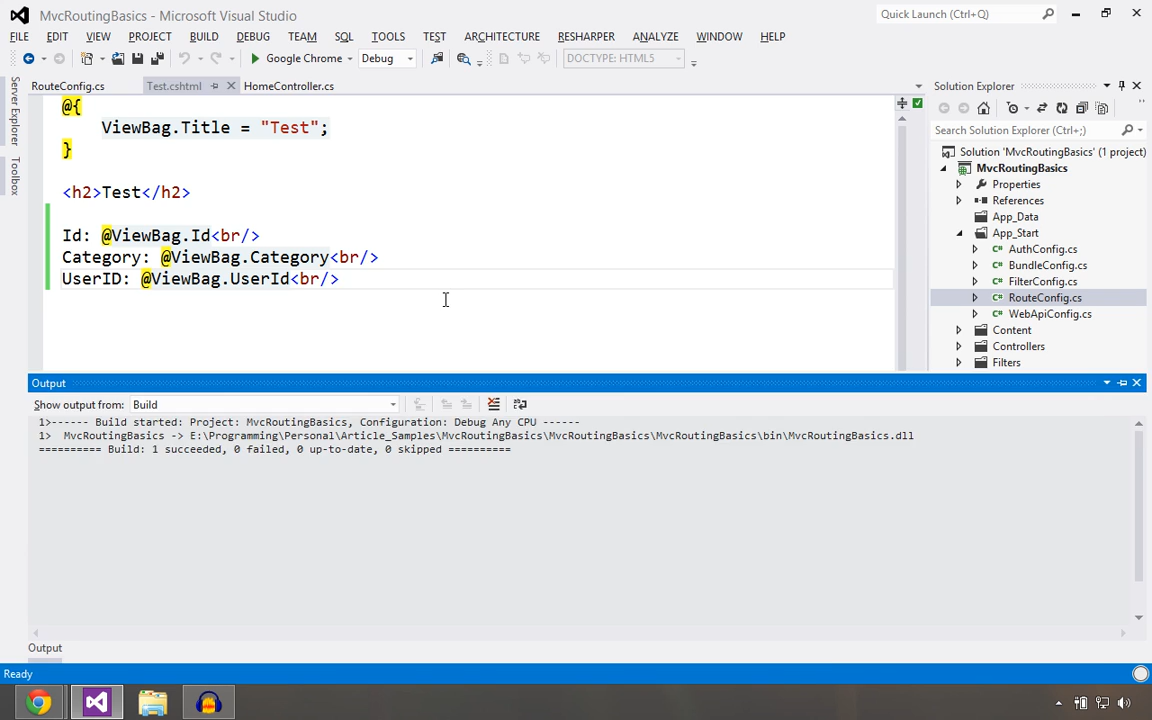 MvcRoutingBasics - Microsoft Visual Studio
Quick Launch (Ctrl+Q)
FILE EDIT VIEW PROJECT BUILD DEBUG TEAM SQL TOOLS TEST ARCHITECTURE RESHARPER ANALYZE WINDOW HELP
Google Chrome Debug DOCTYPE: HTML5
Server Explorer
Toolbox
RouteConfig.cs Test.cshtml HomeController.cs
@{
ViewBag.Title = "Test";
}
<h2>Test</h2>
Id: @ViewBag.Id<br/>
Category: @ViewBag.Category<br/>
UserID: @ViewBag.UserId<br/>
Solution Explorer
Search Solution Explorer (Ctrl+;)
Solution 'MvcRoutingBasics' (1 project)
MvcRoutingBasics
Properties
References
App_Data
App_Start
AuthConfig.cs
BundleConfig.cs
FilterConfig.cs
RouteConfig.cs
WebApiConfig.cs
Content
Controllers
Filters
Output
Show output from: Build
1>------ Build started: Project: MvcRoutingBasics, Configuration: Debug Any CPU ------
1> MvcRoutingBasics -> E:\Programming\Personal\Article_Samples\MvcRoutingBasics\MvcRoutingBasics\MvcRoutingBasics\bin\MvcRoutingBasics.dll
========== Build: 1 succeeded, 0 failed, 0 up-to-date, 0 skipped ==========
Output
Ready